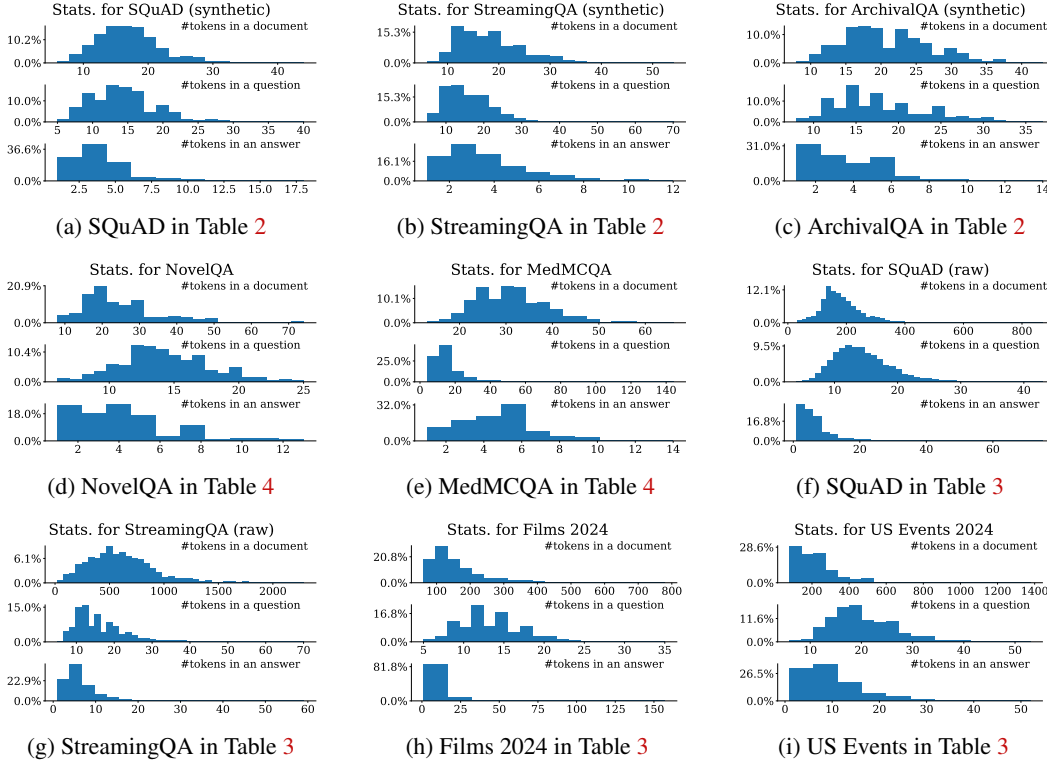 Stats. for SQuAD (synthetic)
#tokens in a document
10.2%
0.0%
10 20 30 40
#tokens in a question
10.0%
0.0%
5 10 15 20 25 30 35 40
#tokens in an answer
36.6%
0.0%
2.5 5.0 7.5 10.0 12.5 15.0 17.5
(a) SQuAD in Table 2
Stats. for StreamingQA (synthetic)
#tokens in a document
15.3%
0.0%
10 20 30 40 50
#tokens in a question
15.3%
0.0%
10 20 30 40 50 60 70
#tokens in an answer
16.1%
0.0%
2 4 6 8 10 12
(b) StreamingQA in Table 2
Stats. for ArchivalQA (synthetic)
#tokens in a document
10.0%
0.0%
10 15 20 25 30 35 40
#tokens in a question
10.0%
0.0%
10 15 20 25 30 35
#tokens in an answer
31.0%
0.0%
2 4 6 8 10 12 14
(c) ArchivalQA in Table 2
Stats. for NovelQA
#tokens in a document
20.9%
0.0%
10 20 30 40 50 60 70
#tokens in a question
10.4%
0.0%
10 15 20 25
#tokens in an answer
18.0%
0.0%
2 4 6 8 10 12
(d) NovelQA in Table 4
Stats. for MedMCQA
#tokens in a document
10.1%
0.0%
20 30 40 50 60
#tokens in a question
25.0%
0.0%
0 20 40 60 80 100 120 140
#tokens in an answer
32.0%
0.0%
2 4 6 8 10 12 14
(e) MedMCQA in Table 4
Stats. for SQuAD (raw)
#tokens in a document
12.1%
0.0%
0 200 400 600 800
#tokens in a question
9.5%
0.0%
10 20 30 40
#tokens in an answer
16.8%
0.0%
0 20 40 60
(f) SQuAD in Table 3
Stats. for StreamingQA (raw)
#tokens in a document
6.1%
0.0%
0 500 1000 1500 2000
#tokens in a question
15.0%
0.0%
10 20 30 40 50 60 70
#tokens in an answer
22.9%
0.0%
0 10 20 30 40 50 60
(g) StreamingQA in Table 3
Stats. for Films 2024
#tokens in a document
20.8%
0.0%
100 200 300 400 500 600 700 800
#tokens in a question
16.8%
0.0%
5 10 15 20 25 30 35
#tokens in an answer
81.8%
0.0%
0 25 50 75 100 125 150
(h) Films 2024 in Table 3
Stats. for US Events 2024
#tokens in a document
28.6%
0.0%
200 400 600 800 1000 1200 1400
#tokens in a question
11.6%
0.0%
10 20 30 40 50
#tokens in an answer
26.5%
0.0%
0 10 20 30 40 50
(i) US Events in Table 3